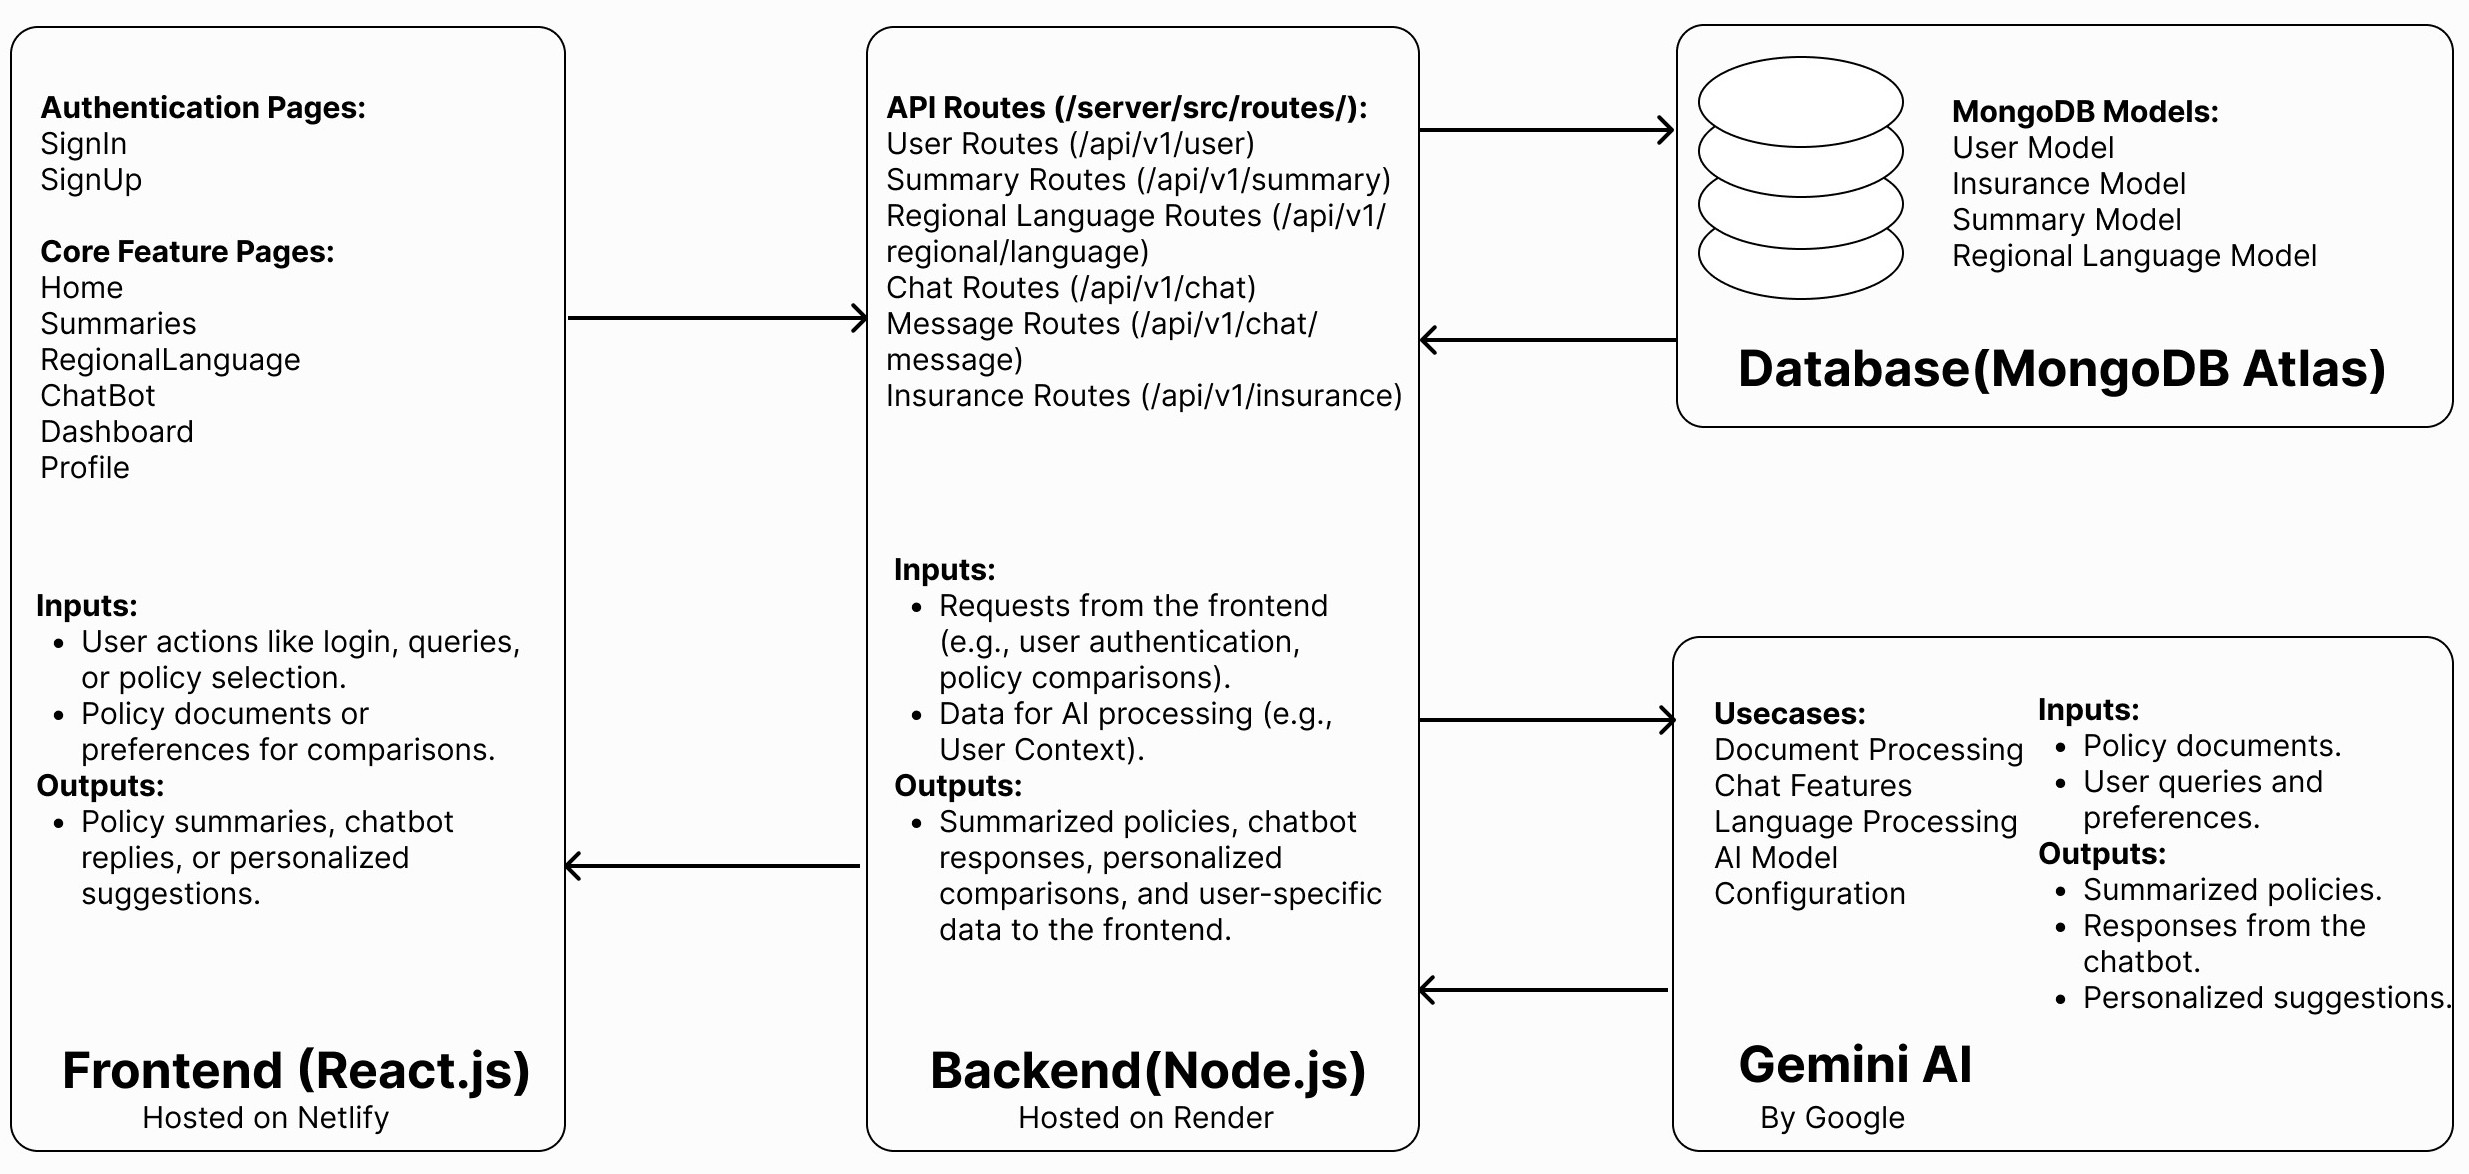 Authentication Pages:
SignIn
SignUp
Core Feature Pages:
Home
Summaries
RegionalLanguage
ChatBot
Dashboard
Profile
Inputs:
• User actions like login, queries,
or policy selection.
• Policy documents or
preferences for comparisons.
Outputs:
• Policy summaries, chatbot
replies, or personalized
suggestions.
Frontend (React.js)
Hosted on Netlify
API Routes (/server/src/routes/):
User Routes (/api/v1/user)
Summary Routes (/api/v1/summary)
Regional Language Routes (/api/v1/
regional/language)
Chat Routes (/api/v1/chat)
Message Routes (/api/v1/chat/
message)
Insurance Routes (/api/v1/insurance)
Inputs:
• Requests from the frontend
(e.g., user authentication,
policy comparisons).
• Data for AI processing (e.g.,
User Context).
Outputs:
• Summarized policies, chatbot
responses, personalized
comparisons, and user-specific
data to the frontend.
Backend(Node.js)
Hosted on Render
MongoDB Models:
User Model
Insurance Model
Summary Model
Regional Language Model
Database(MongoDB Atlas)
Usecases:
Document Processing
Chat Features
Language Processing
AI Model
Configuration
Inputs:
• Policy documents.
• User queries and
preferences.
Outputs:
• Summarized policies.
• Responses from the
chatbot.
• Personalized suggestions.
Gemini AI
By Google